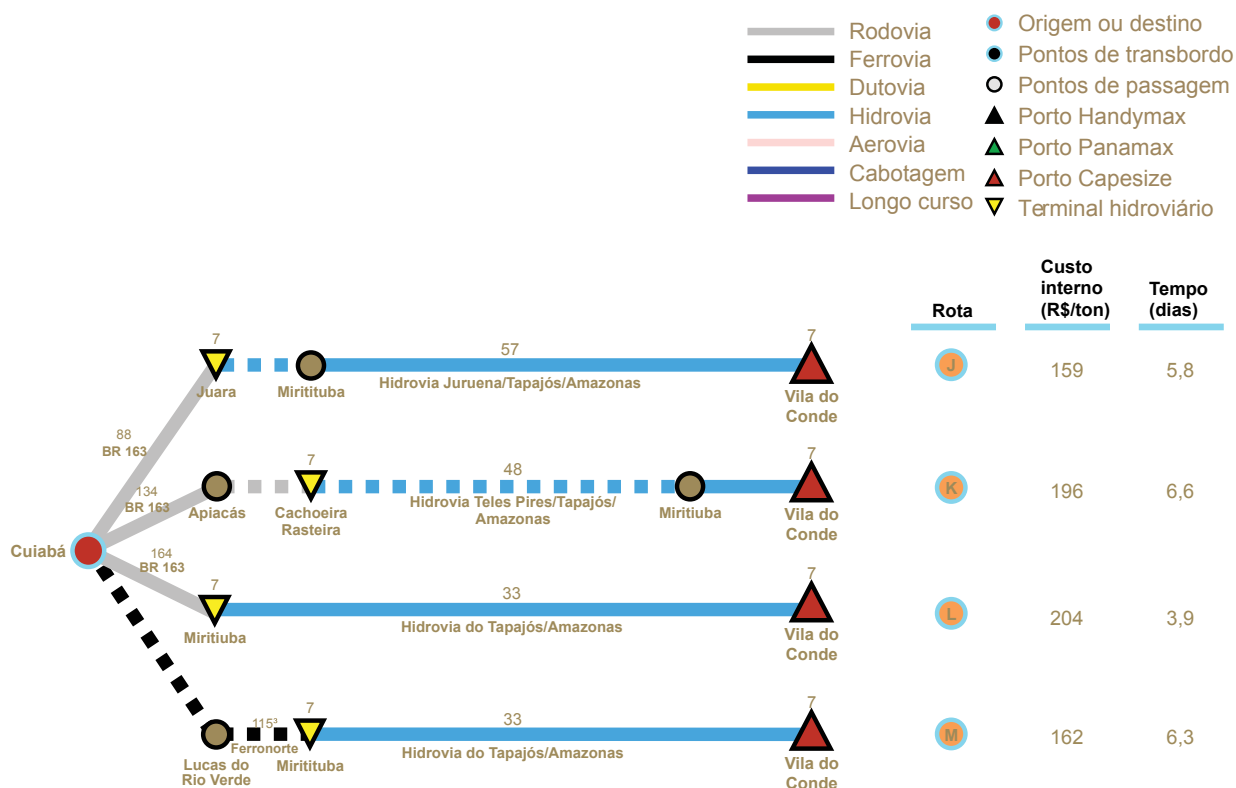 Rodovia
Ferrovia
Dutovia
Hidrovia
Aerovia
Cabotagem
Longo curso
Origem ou destino
Pontos de transbordo
Pontos de passagem
Porto Handymax
Porto Panamax
Porto Capesize
Terminal hidroviário
Rota
Custo
interno
(R$/ton)
Tempo
(dias)
7
57
7
Juara
Miritituba
Hidrovia Juruena/Tapajós/Amazonas
Vila do
Conde
J
159
5,8
88
BR 163
134
BR 163
Apiacás
7
Cachoeira
Rasteira
48
Hidrovia Teles Pires/Tapajós/
Amazonas
Miritiuba
7
Vila do
Conde
K
196
6,6
Cuiabá
164
BR 163
7
Miritiuba
33
Hidrovia do Tapajós/Amazonas
7
Vila do
Conde
L
204
3,9
Lucas do
Rio Verde
115³
Ferronorte
7
Miritituba
33
Hidrovia do Tapajós/Amazonas
7
Vila do
Conde
M
162
6,3